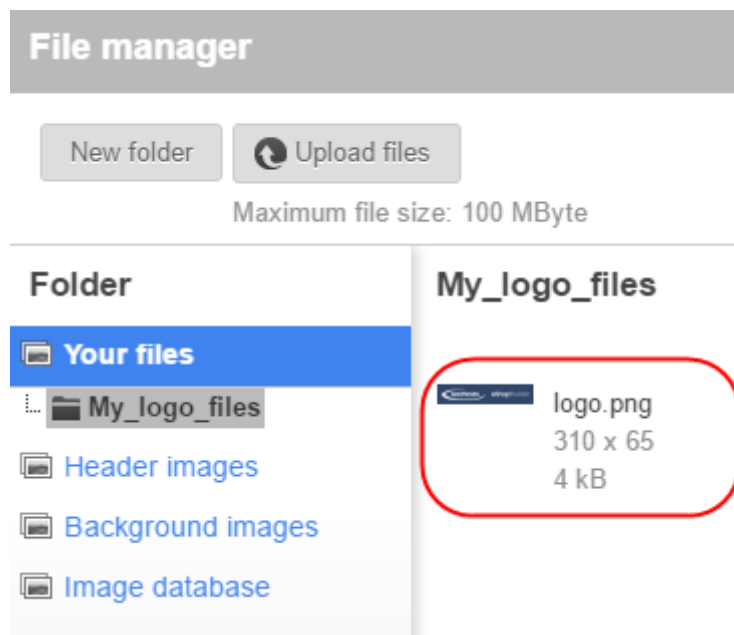 File manager
New folder
Upload files
Maximum file size: 100 MByte
Folder
Your files
My_logo_files
Header images
Background images
Image database
My_logo_files
logo.png
310 x 65
4 kB